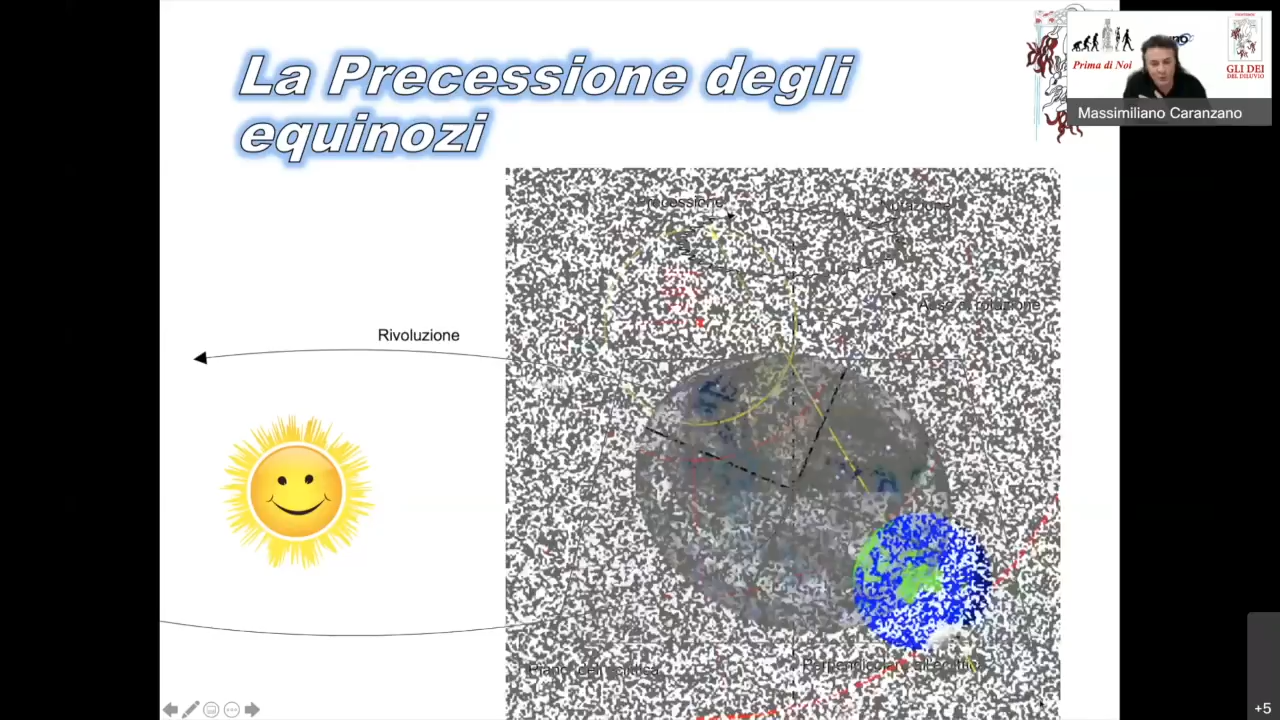 La Precessione degli
equinozi
Prima di Noi
GLI DEI
DEL DILUVIO
Massimiliano Caranzano
Precessione
Nutazione
Asse di rotazione
Rivoluzione
Piano dell'eclittica
Perpendicolare all'eclittica
+5